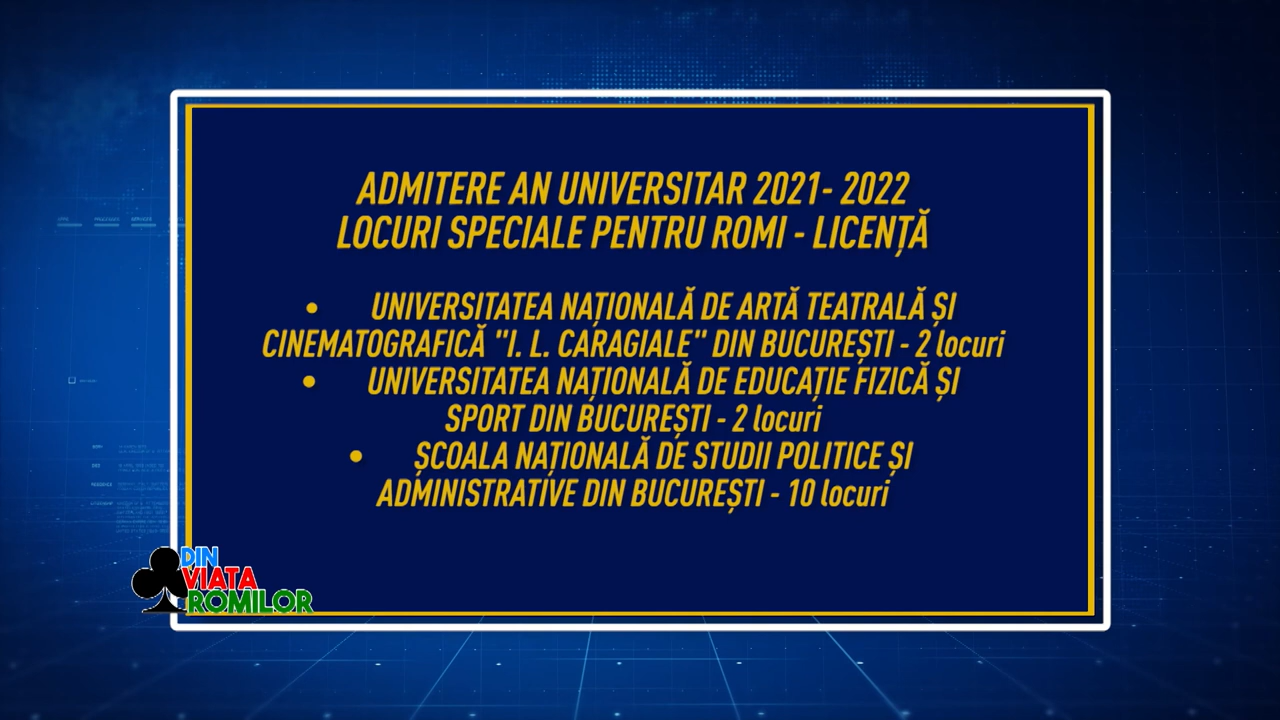 ADMITERE AN UNIVERSITAR 2021- 2022
LOCURI SPECIALE PENTRU ROMI - LICENȚĂ
• UNIVERSITATEA NAȚIONALĂ DE ARTĂ TEATRALĂ ȘI
CINEMATOGRAFICĂ "I. L. CARAGIALE" DIN BUCUREȘTI - 2 locuri
• UNIVERSITATEA NAȚIONALĂ DE EDUCAȚIE FIZICĂ ȘI
SPORT DIN BUCUREȘTI - 2 locuri
• ȘCOALA NAȚIONALĂ DE STUDII POLITICE ȘI
ADMINISTRATIVE DIN BUCUREȘTI - 10 locuri
DIN
VIATA
ROMILOR